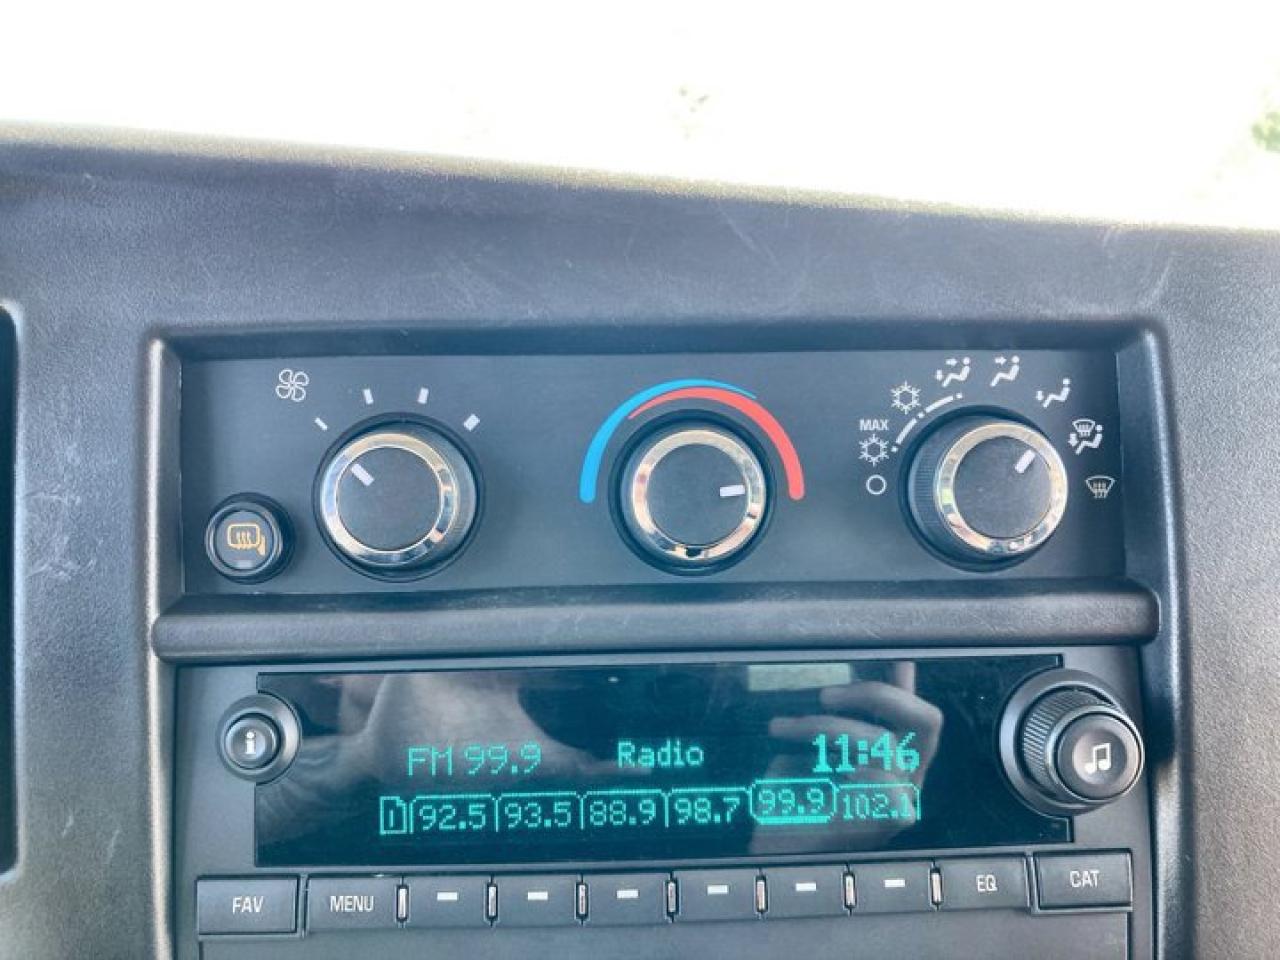 MAX
i
FM 99.9 Radio 11:46
1 92.5 93.5 88.9 98.7 99.9 102.1
FAV MENU EQ CAT